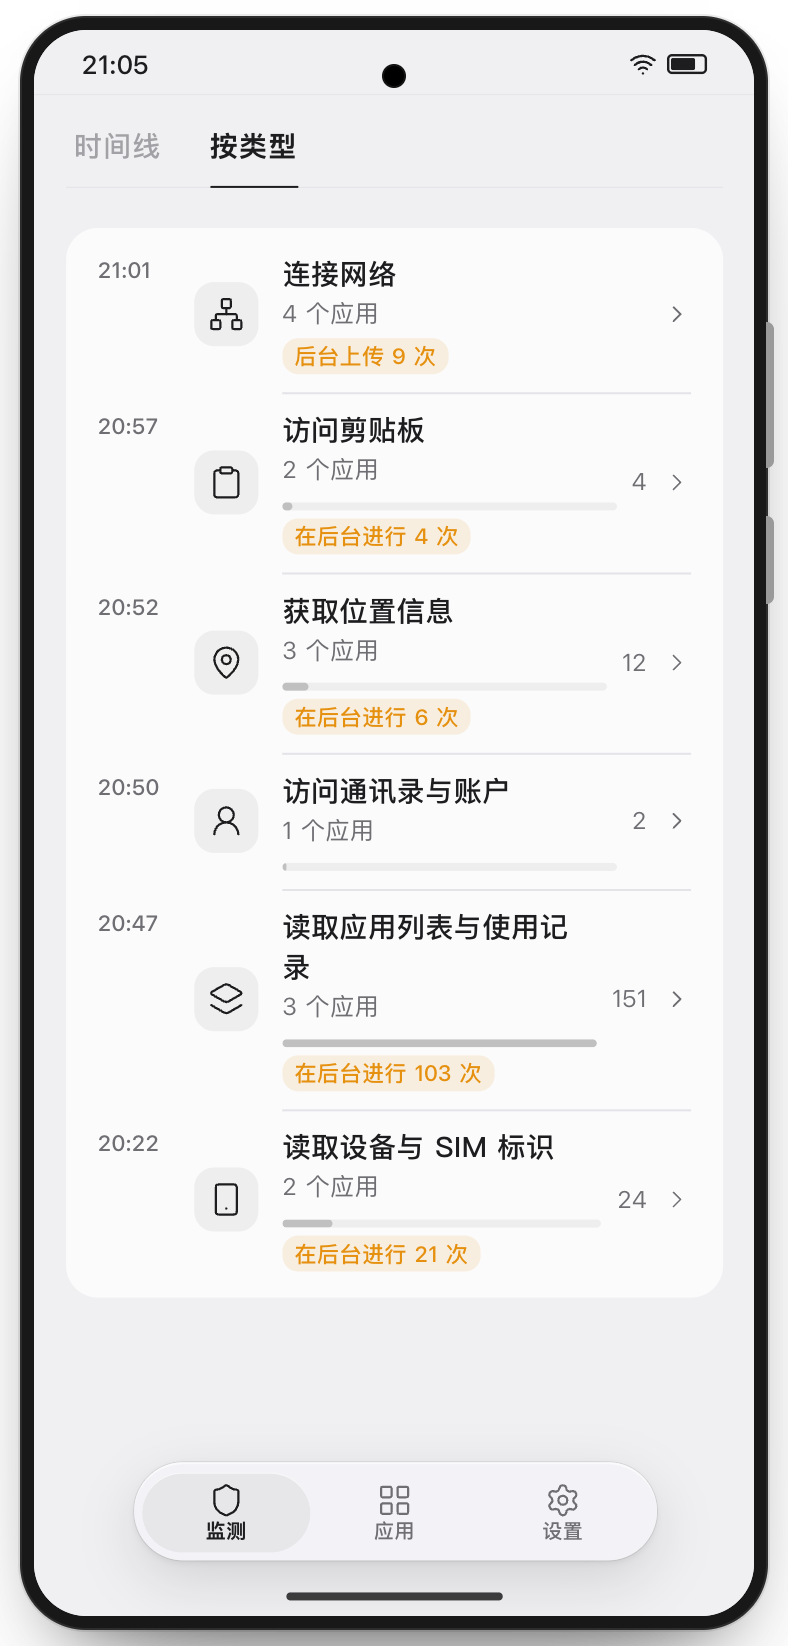 21:05
时间线 按类型
21:01 连接网络
4 个应用
后台上传 9 次
20:57 访问剪贴板
2 个应用
4
在后台进行 4 次
20:52 获取位置信息
3 个应用
12
在后台进行 6 次
20:50 访问通讯录与账户
1 个应用
2
20:47 读取应用列表与使用记
录
3 个应用
151
在后台进行 103 次
20:22 读取设备与 SIM 标识
2 个应用
24
在后台进行 21 次
监测 应用 设置